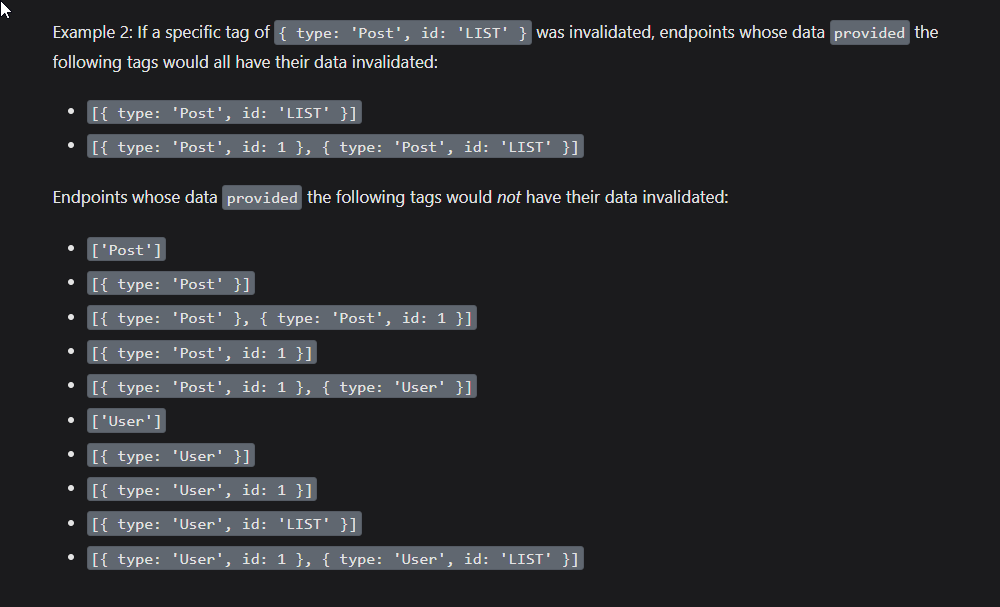 Example 2: If a specific tag of { type: 'Post', id: 'LIST' } was invalidated, endpoints whose data provided the
following tags would all have their data invalidated:
[{ type: 'Post', id: 'LIST' }]
[{ type: 'Post', id: 1 }, { type: 'Post', id: 'LIST' }]
Endpoints whose data provided the following tags would not have their data invalidated:
['Post']
[{ type: 'Post' }]
[{ type: 'Post' }, { type: 'Post', id: 1 }]
[{ type: 'Post', id: 1 }]
[{ type: 'Post', id: 1 }, { type: 'User' }]
['User']
[{ type: 'User' }]
[{ type: 'User', id: 1 }]
[{ type: 'User', id: 'LIST' }]
[{ type: 'User', id: 1 }, { type: 'User', id: 'LIST' }]